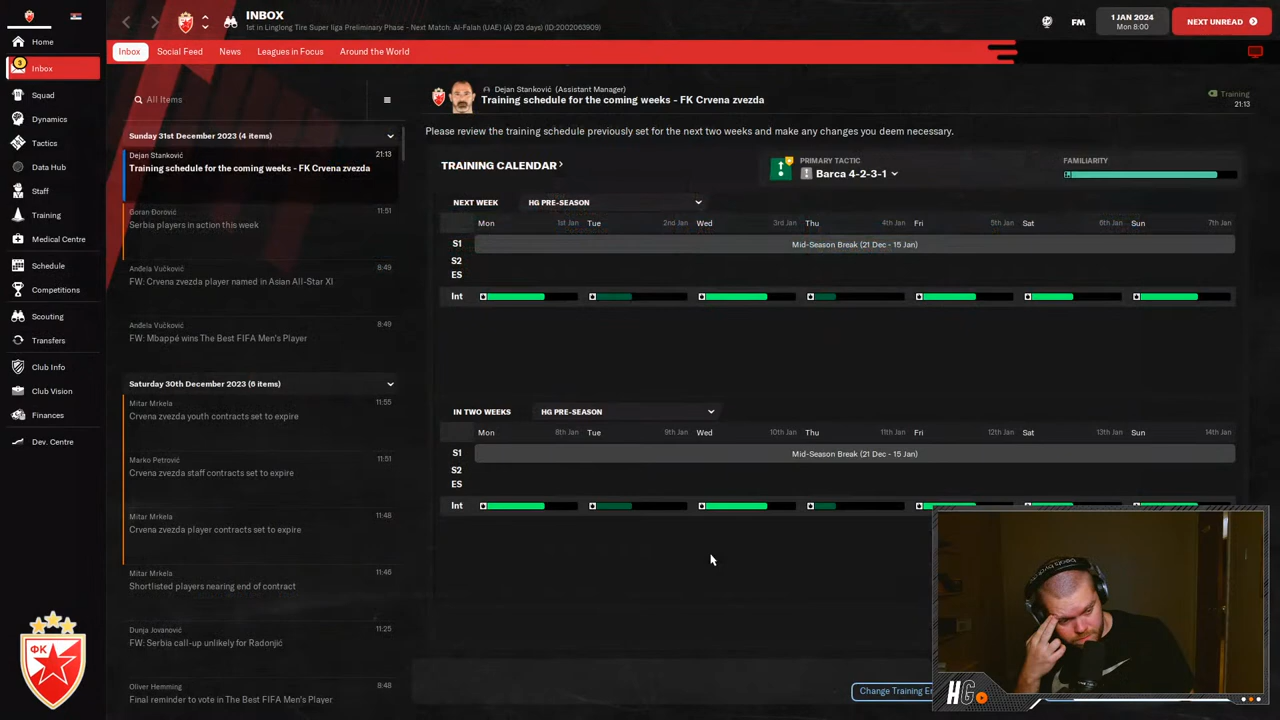 INBOX
1st in Linglong Tire Super liga Preliminary Phase - Next Match: Al-Falah (UAE) (A) (23 days) (ID:2002063909)
FM
1 JAN 2024
Mon 8:00
NEXT UNREAD
Home
3
Inbox
Squad
Dynamics
Tactics
Data Hub
Staff
Training
Medical Centre
Schedule
Competitions
Scouting
Transfers
Club Info
Club Vision
Finances
Dev. Centre
ФК
Inbox
Social Feed
News
Leagues in Focus
Around the World
All Items
Sunday 31st December 2023 (4 items)
Dejan Stanković
21:13
Training schedule for the coming weeks - FK Crvena zvezda
Goran Đorović
11:51
Serbia players in action this week
Anđela Vučković
8:49
FW: Crvena zvezda player named in Asian All-Star XI
Anđela Vučković
8:49
FW: Mbappé wins The Best FIFA Men's Player
Saturday 30th December 2023 (6 items)
Mitar Mrkela
11:55
Crvena zvezda youth contracts set to expire
Marko Petrović
11:51
Crvena zvezda staff contracts set to expire
Mitar Mrkela
11:48
Crvena zvezda player contracts set to expire
Mitar Mrkela
11:46
Shortlisted players nearing end of contract
Dunja Jovanović
11:25
FW: Serbia call-up unlikely for Radonjić
Oliver Hemming
8:48
Final reminder to vote in The Best FIFA Men's Player
Dejan Stanković (Assistant Manager)
Training schedule for the coming weeks - FK Crvena zvezda
Training
21:13
Please review the training schedule previously set for the next two weeks and make any changes you deem necessary.
TRAINING CALENDAR
PRIMARY TACTIC
Barca 4-2-3-1
FAMILIARITY
NEXT WEEK
HG PRE-SEASON
Mon 1st Jan Tue 2nd Jan Wed 3rd Jan Thu 4th Jan Fri 5th Jan Sat 6th Jan Sun 7th Jan
S1
Mid-Season Break (21 Dec - 15 Jan)
S2
ES
Int
IN TWO WEEKS
HG PRE-SEASON
Mon 8th Jan Tue 9th Jan Wed 10th Jan Thu 11th Jan Fri 12th Jan Sat 13th Jan Sun 14th Jan
S1
Mid-Season Break (21 Dec - 15 Jan)
S2
ES
Int
Change Training
HG